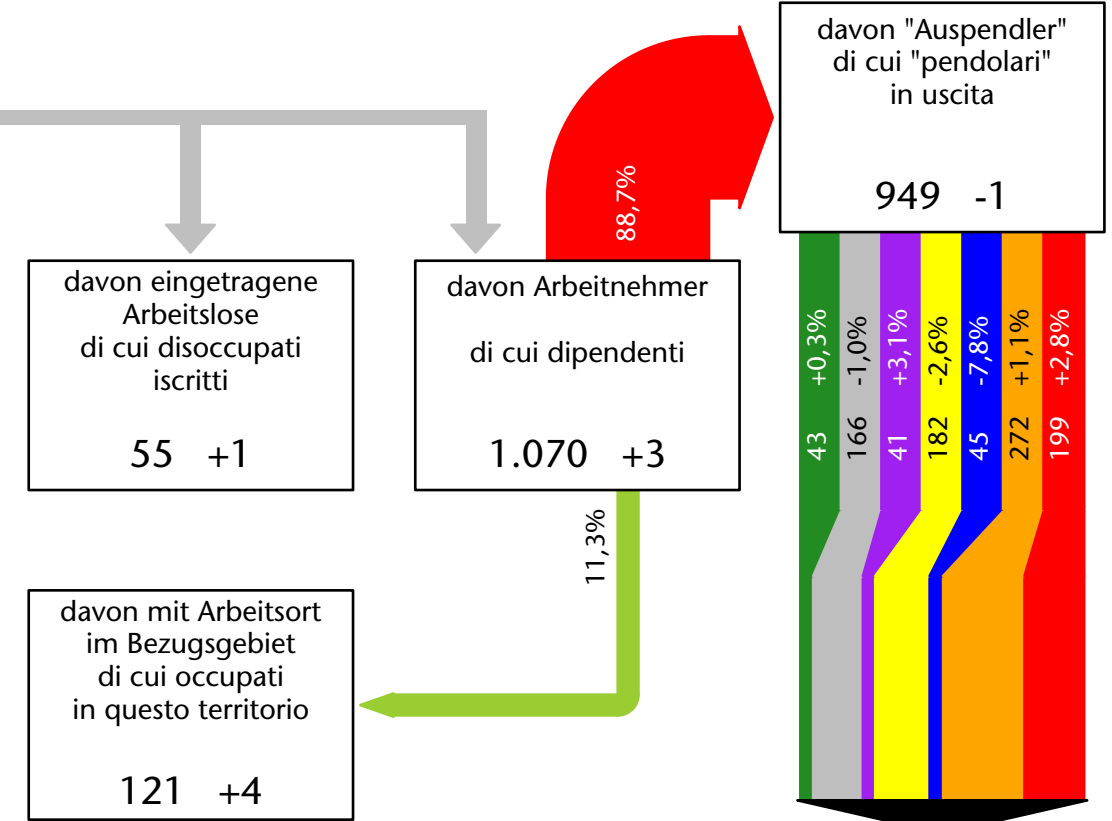 davon "Auspendler"
di cui "pendolari"
in uscita
949 -1
88,7%
davon eingetragene
Arbeitslose
di cui disoccupati
iscritti
55 +1
davon Arbeitnehmer
di cui dipendenti
1.070 +3
43 +0,3%
166 -1,0%
41 +3,1%
182 -2,6%
45 -7,8%
272 +1,1%
199 +2,8%
11,3%
davon mit Arbeitsort
im Bezugsgebiet
di cui occupati
in questo territorio
121 +4